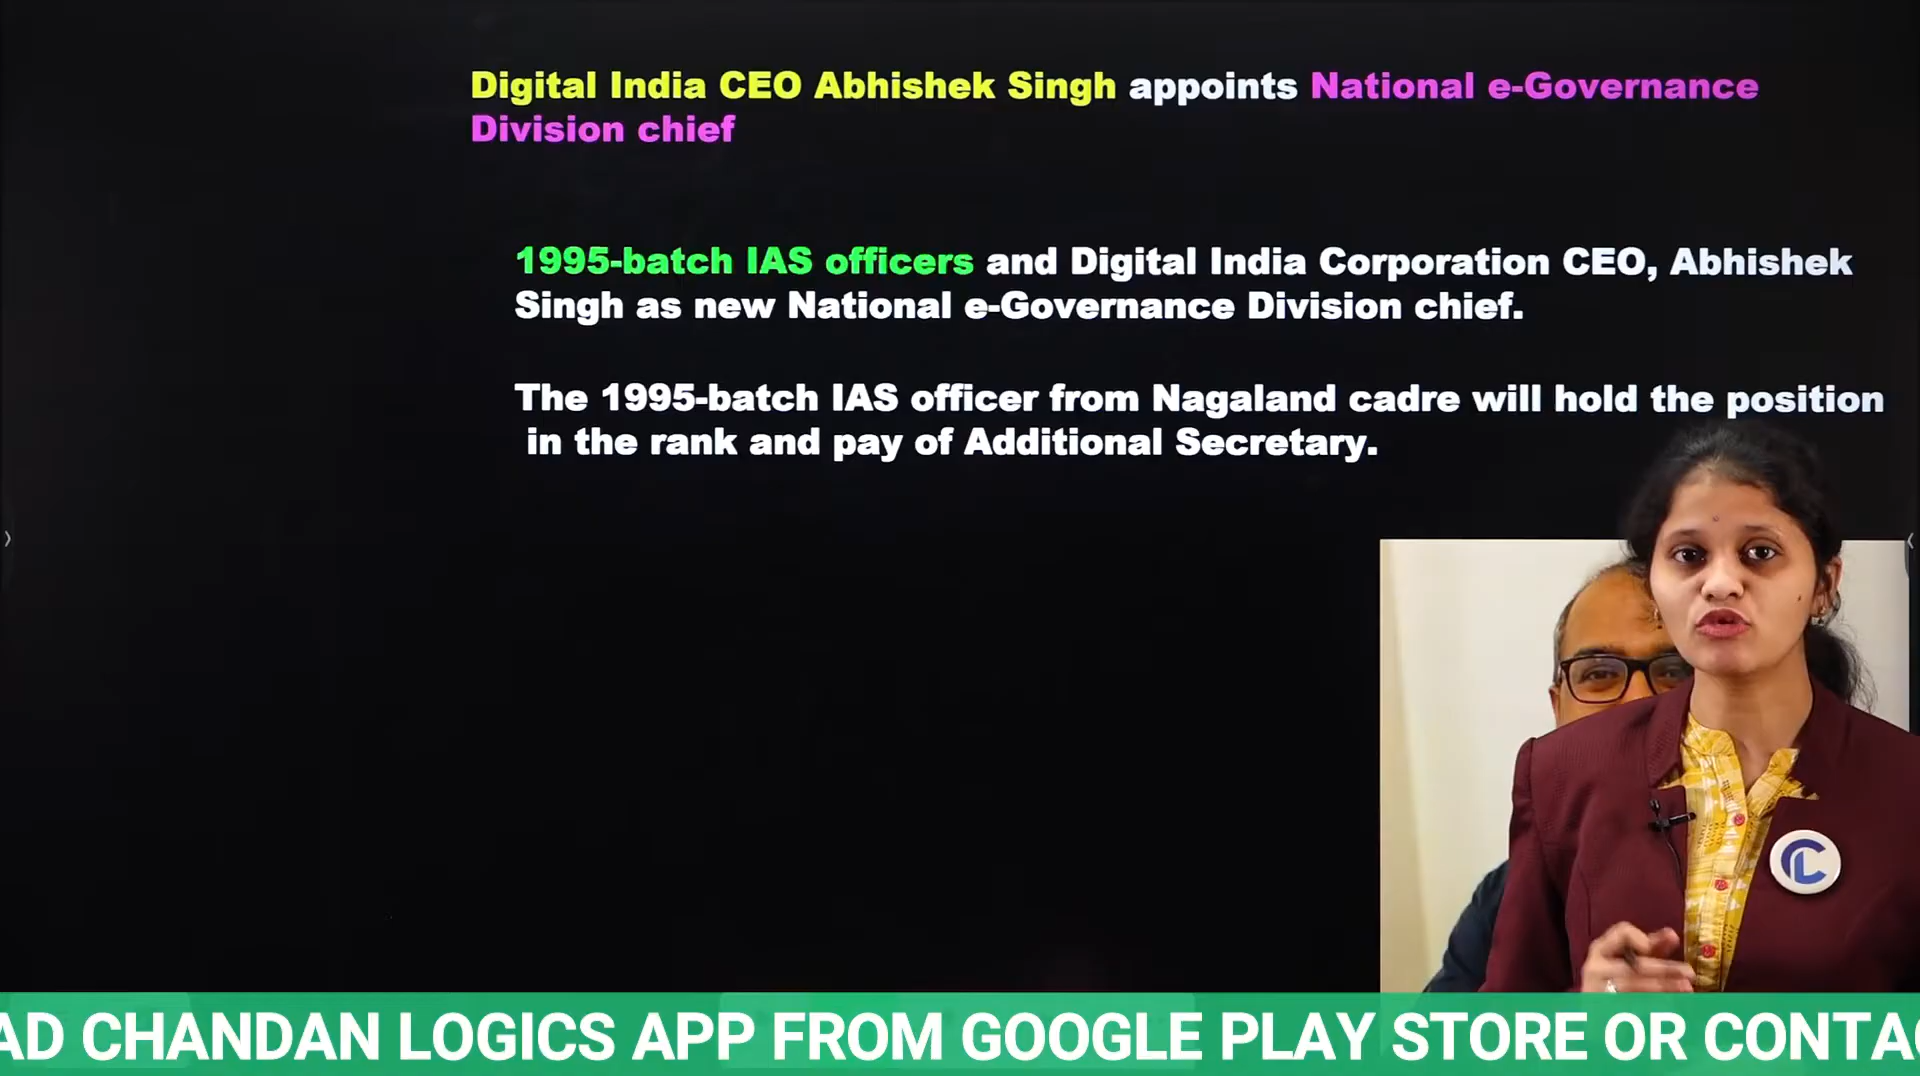 Digital India CEO Abhishek Singh appoints National e-Governance
Division chief
1995-batch IAS officers and Digital India Corporation CEO, Abhishek
Singh as new National e-Governance Division chief.
The 1995-batch IAS officer from Nagaland cadre will hold the position
in the rank and pay of Additional Secretary.
AD CHANDAN LOGICS APP FROM GOOGLE PLAY STORE OR CONTAC